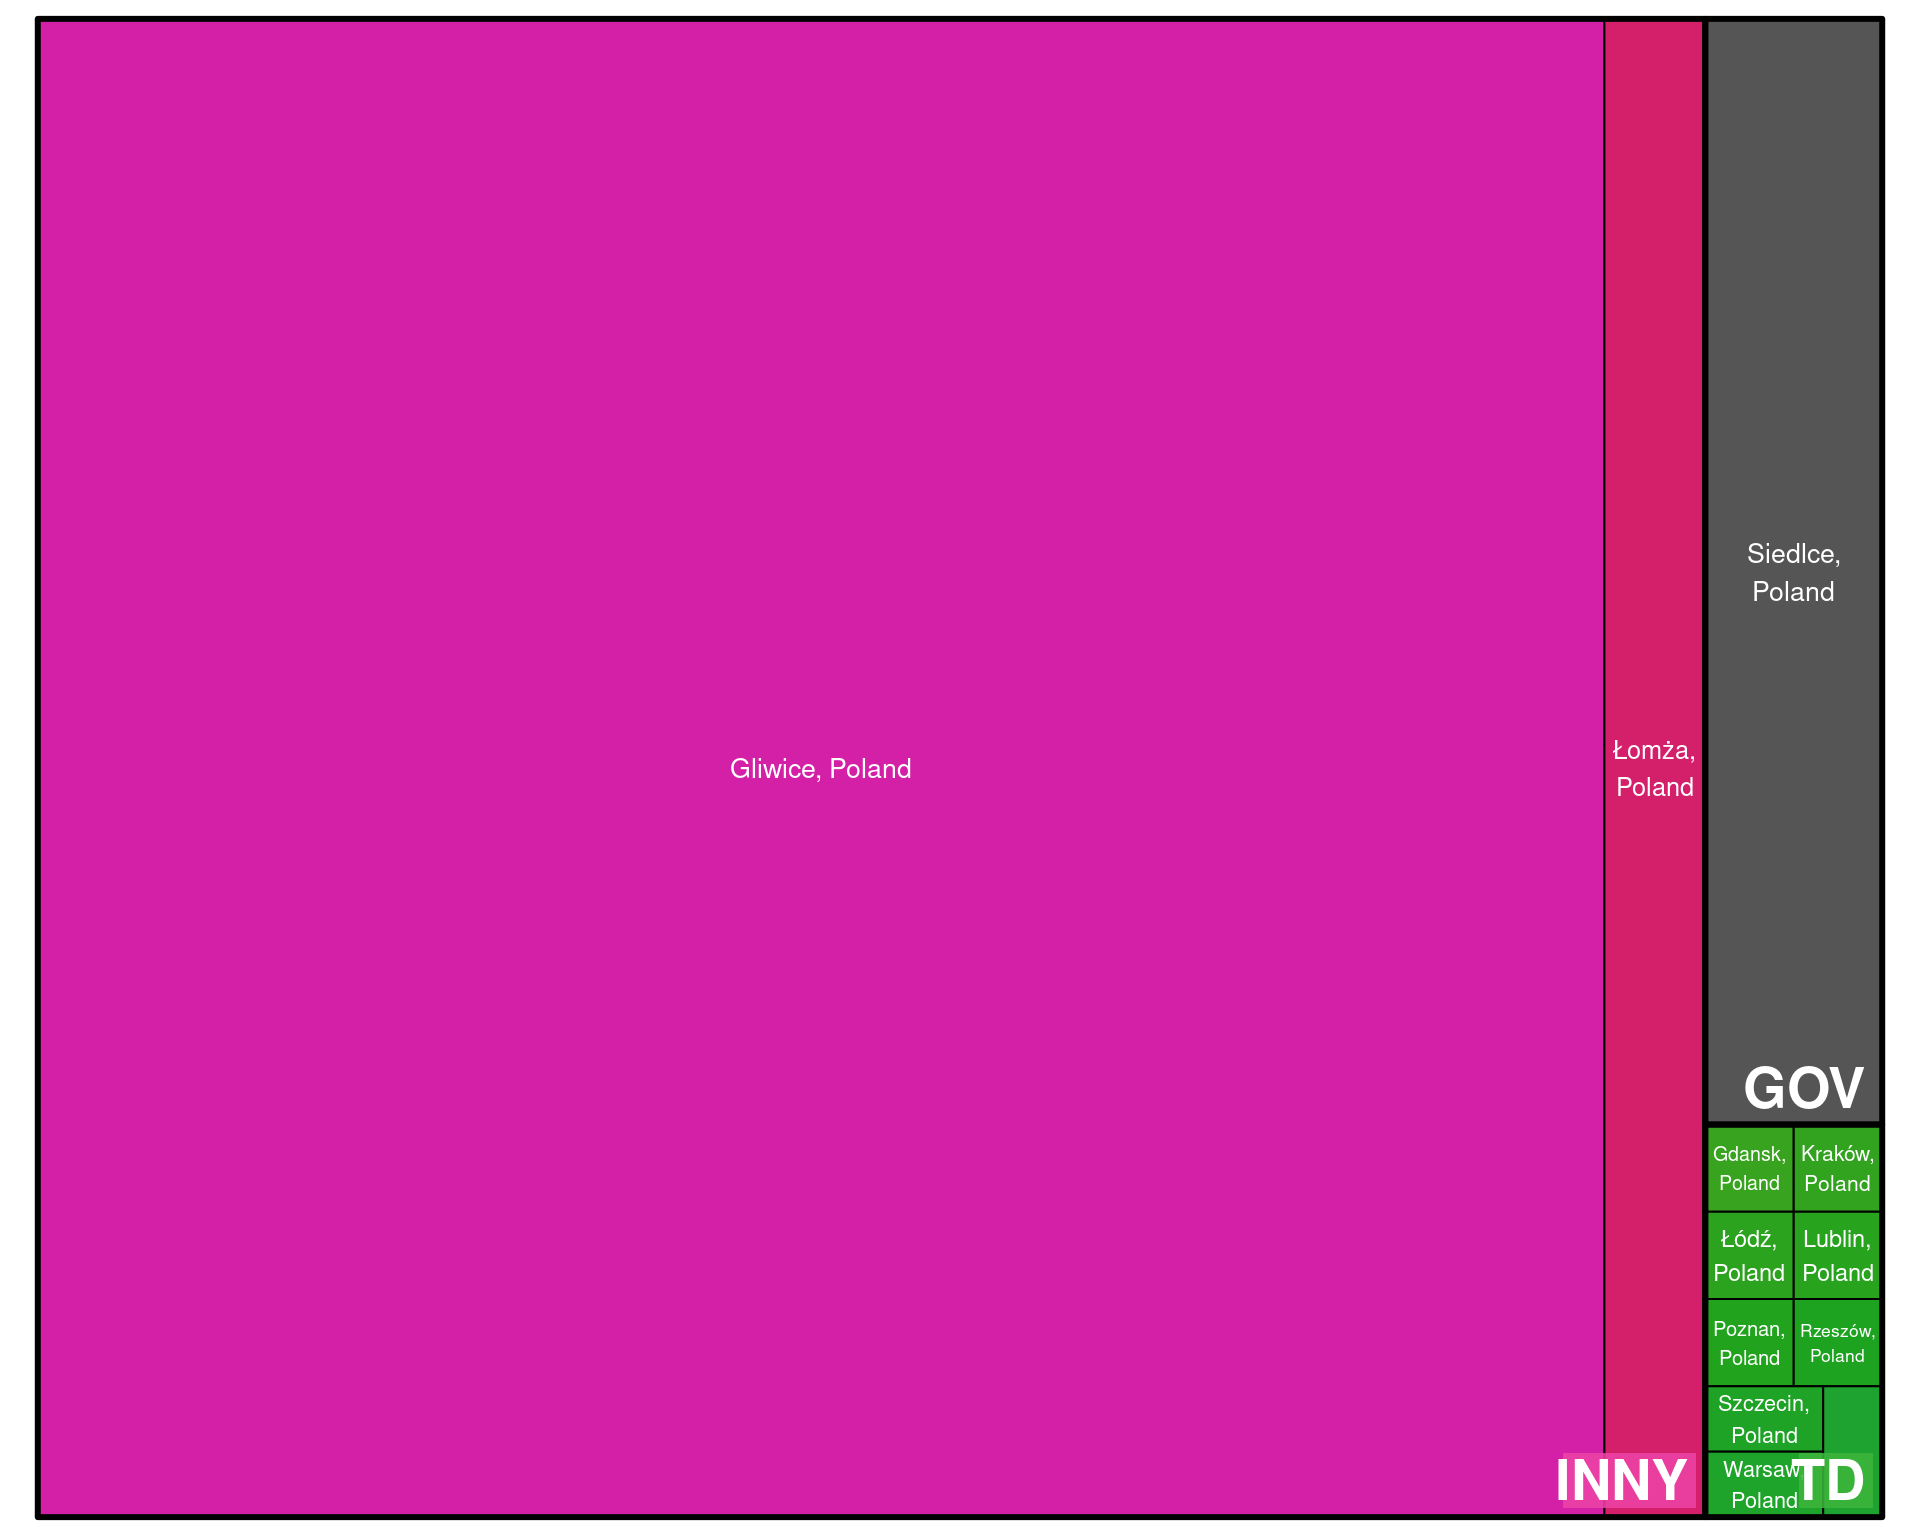 Gliwice, Poland
Łomża,
Poland
INNY
Siedlce,
Poland
GOV
Gdansk,
Poland
Kraków,
Poland
Łódź,
Poland
Lublin,
Poland
Poznan,
Poland
Rzeszów,
Poland
Szczecin,
Poland
Warsaw
Poland
TD